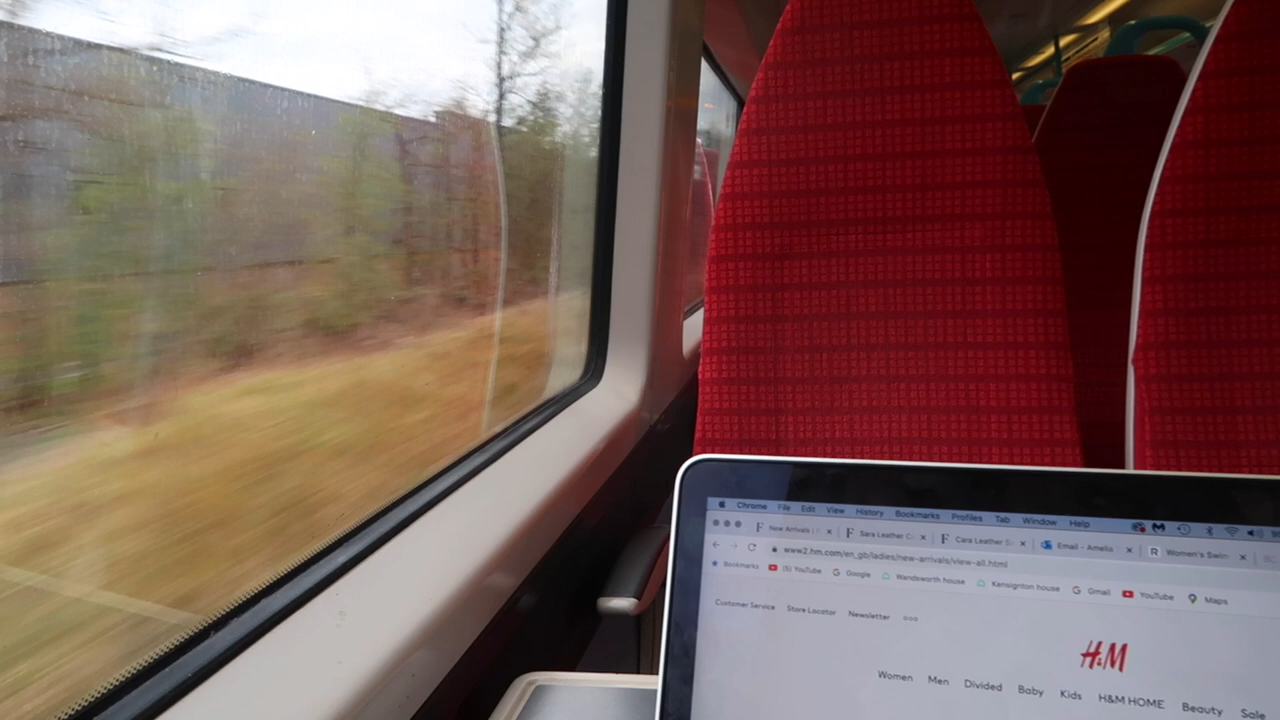 Chrome File Edit View History Bookmarks Profiles Tab Window Help
New Arrivals | F Sara Leather C Cara Leather S Email - Amelia R Women's Swim
www2.hm.com/en_gb/ladies/new-arrivals/view-all.html
Bookmarks (5) YouTube Google Wandsworth house Kensignton house Gmail YouTube Maps
Customer Service Store Locator Newsletter
H&M
Women Men Divided Baby Kids H&M HOME Beauty Sale